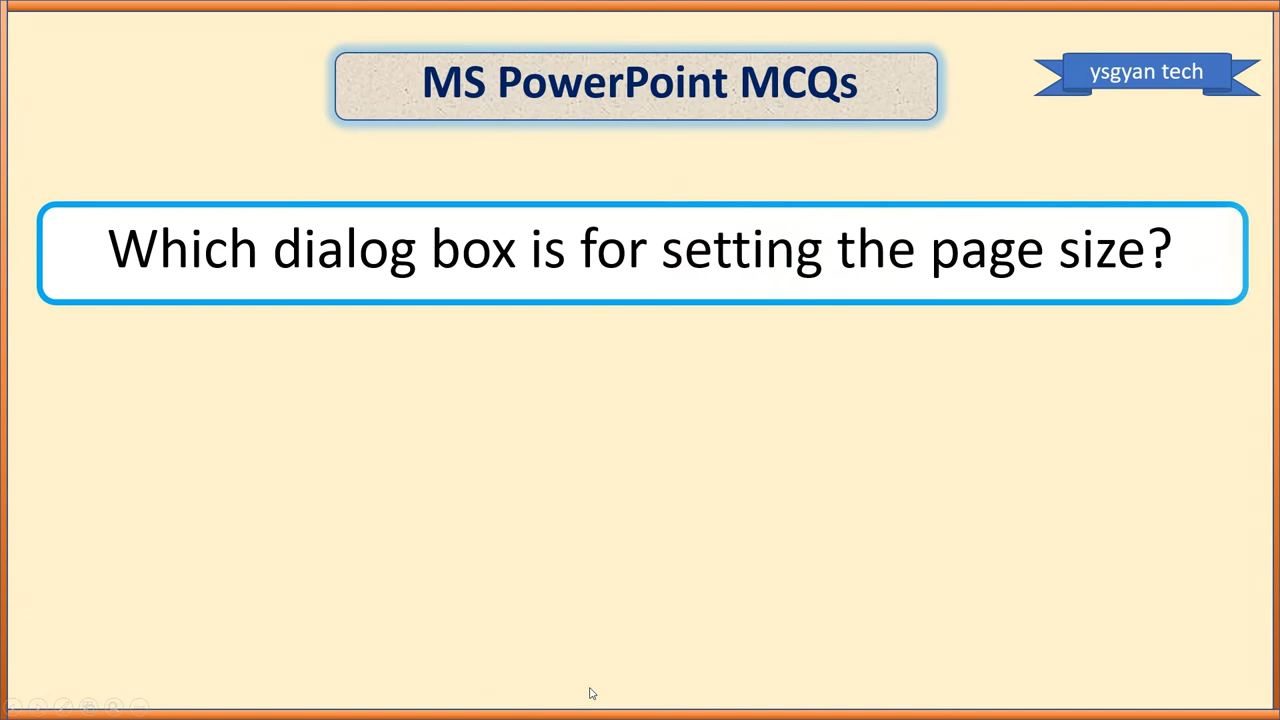 MS PowerPoint MCQs
ysgyan tech
Which dialog box is for setting the page size?